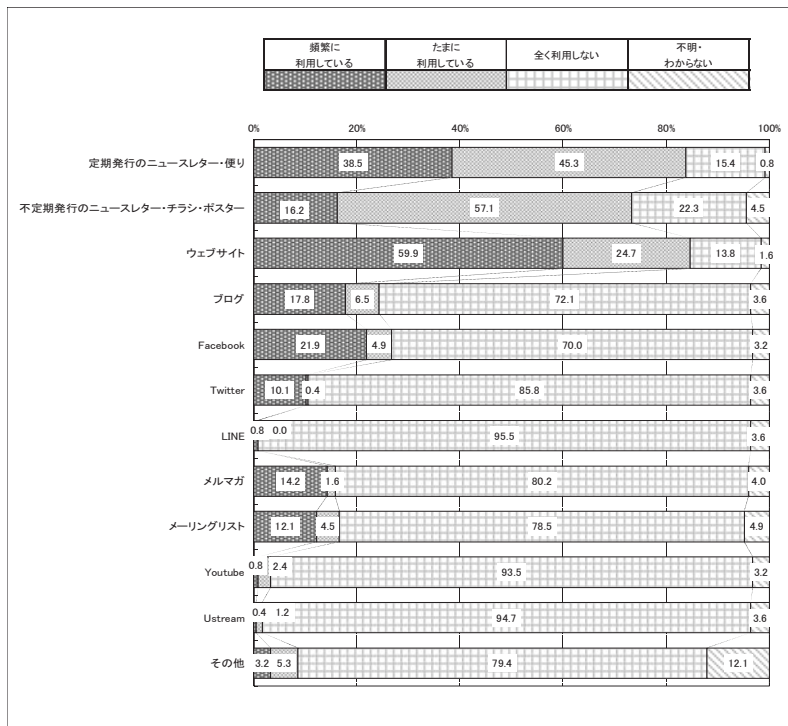 頻繁に
利用している
たまに
利用している
全く利用しない
不明・
わからない
0% 20% 40% 60% 80% 100%
定期発行のニュースレター・便り 38.5 45.3 15.4 0.8
不定期発行のニュースレター・チラシ・ポスター 16.2 57.1 22.3 4.5
ウェブサイト 59.9 24.7 13.8 1.6
ブログ 17.8 6.5 72.1 3.6
Facebook 21.9 4.9 70.0 3.2
Twitter 10.1 0.4 85.8 3.6
LINE 0.8 0.0 95.5 3.6
メルマガ 14.2 1.6 80.2 4.0
メーリングリスト 12.1 4.5 78.5 4.9
Youtube 0.8 2.4 93.5 3.2
Ustream 0.4 1.2 94.7 3.6
その他 3.2 5.3 79.4 12.1